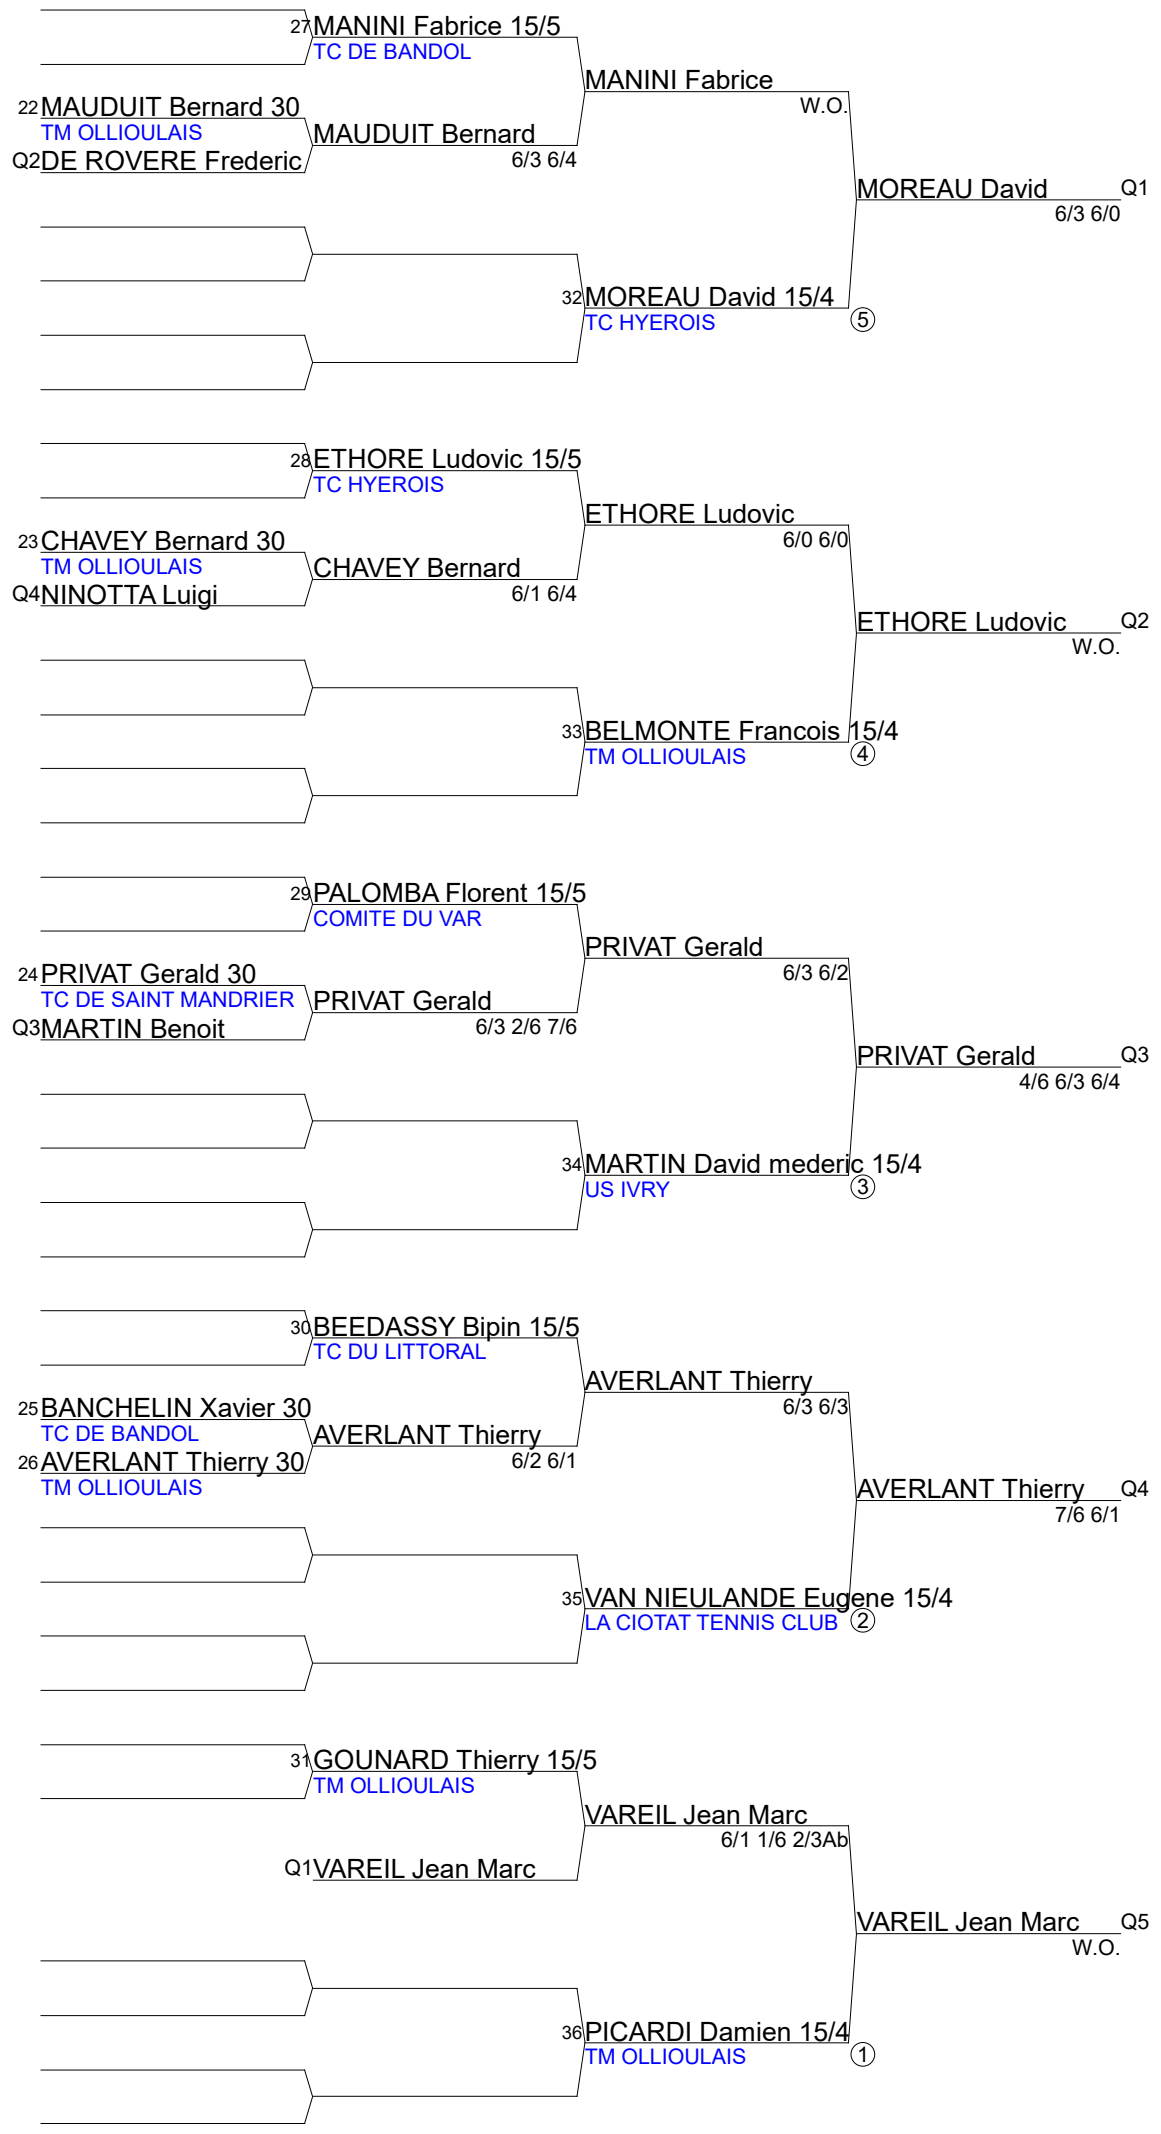 27 MANINI Fabrice 15/5
TC DE BANDOL
MANINI Fabrice
W.O.
22 MAUDUIT Bernard 30
TM OLLIOULAIS
MAUDUIT Bernard
6/3 6/4
Q2 DE ROVERE Frederic
MOREAU David Q1
6/3 6/0
32 MOREAU David 15/4
TC HYEROIS
5
28 ETHORE Ludovic 15/5
TC HYEROIS
ETHORE Ludovic
6/0 6/0
23 CHAVEY Bernard 30
TM OLLIOULAIS
CHAVEY Bernard
6/1 6/4
Q4 NINOTTA Luigi
ETHORE Ludovic Q2
W.O.
33 BELMONTE Francois 15/4
TM OLLIOULAIS
4
29 PALOMBA Florent 15/5
COMITE DU VAR
PRIVAT Gerald
6/3 6/2
24 PRIVAT Gerald 30
TC DE SAINT MANDRIER
PRIVAT Gerald
6/3 2/6 7/6
Q3 MARTIN Benoit
PRIVAT Gerald Q3
4/6 6/3 6/4
34 MARTIN David mederic 15/4
US IVRY
3
30 BEEDASSY Bipin 15/5
TC DU LITTORAL
AVERLANT Thierry
6/3 6/3
25 BANCHELIN Xavier 30
TC DE BANDOL
AVERLANT Thierry
6/2 6/1
26 AVERLANT Thierry 30
TM OLLIOULAIS
AVERLANT Thierry Q4
7/6 6/1
35 VAN NIEULANDE Eugene 15/4
LA CIOTAT TENNIS CLUB
2
31 GOUNARD Thierry 15/5
TM OLLIOULAIS
VAREIL Jean Marc
6/1 1/6 2/3Ab
Q1 VAREIL Jean Marc
VAREIL Jean Marc Q5
W.O.
36 PICARDI Damien 15/4
TM OLLIOULAIS
1